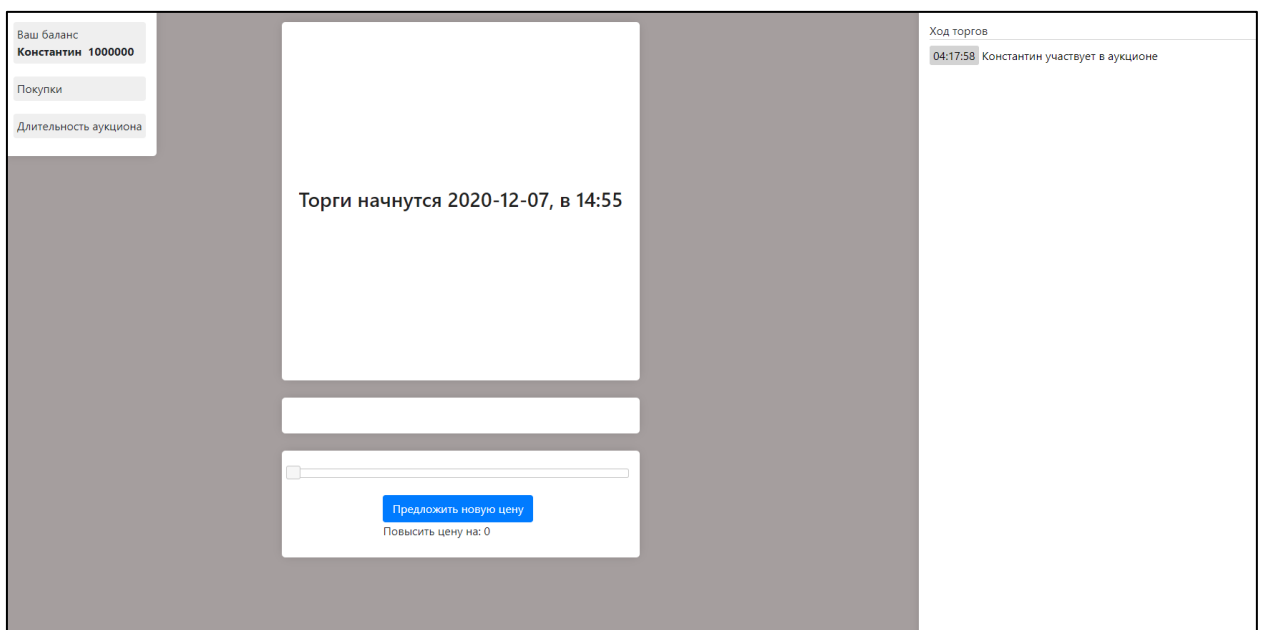 Ваш баланс
Константин 1000000
Покупки
Длительность аукциона
Торги начнутся 2020-12-07, в 14:55
Предложить новую цену
Повысить цену на: 0
Ход торгов
04:17:58 Константин участвует в аукционе